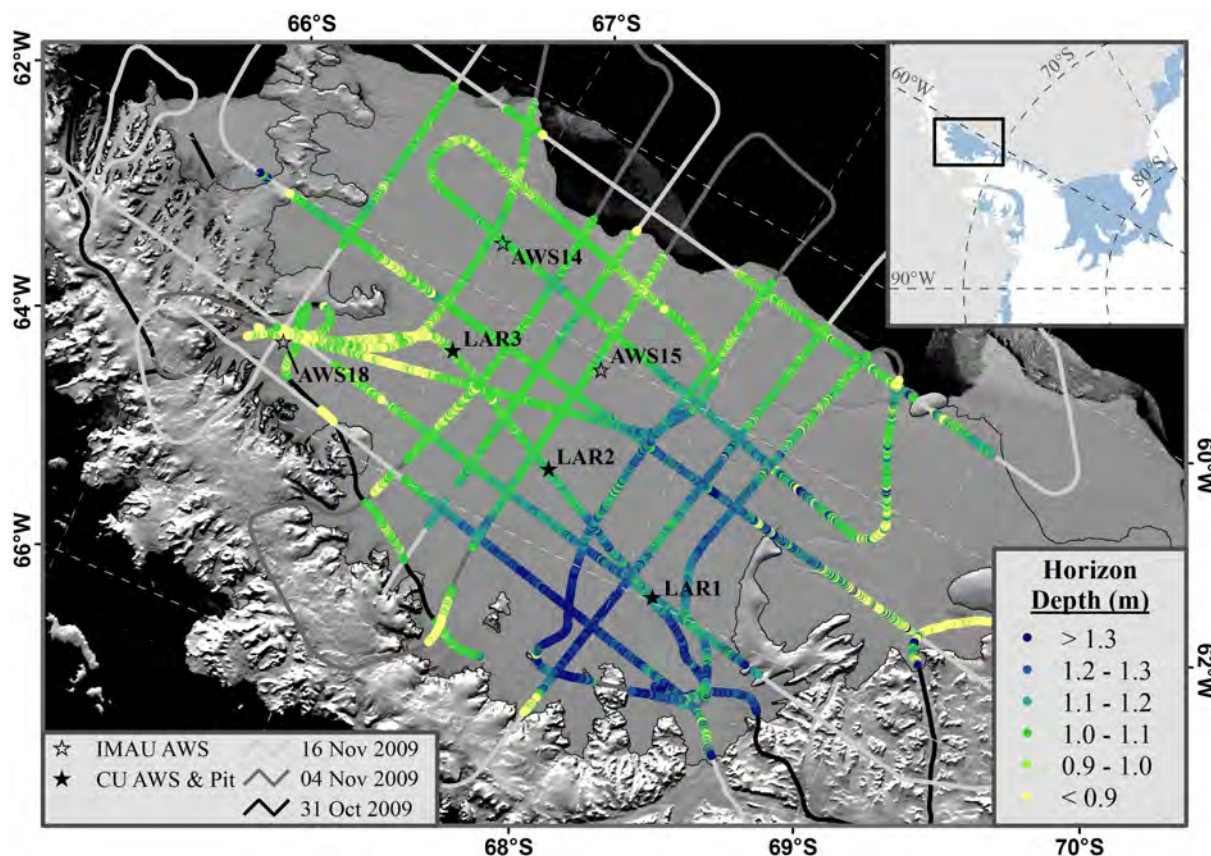 66°S
67°S
62°W
64°W
66°W
60°W
62°W
68°S
69°S
70°S
60°W
70°S
80°S
90°W
AWS14
LAR3
AWS15
AWS18
LAR2
LAR1
IMAU AWS
CU AWS & Pit
16 Nov 2009
04 Nov 2009
31 Oct 2009
Horizon
Depth (m)
> 1.3
1.2 - 1.3
1.1 - 1.2
1.0 - 1.1
0.9 - 1.0
< 0.9